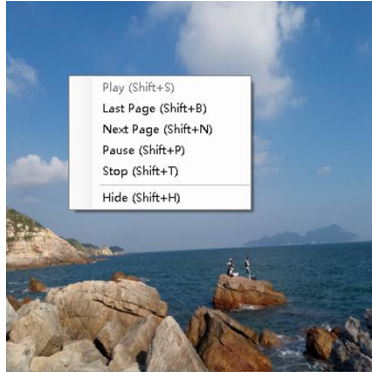 Play (Shift+S)
Last Page (Shift+B)
Next Page (Shift+N)
Pause (Shift+P)
Stop (Shift+T)
Hide (Shift+H)